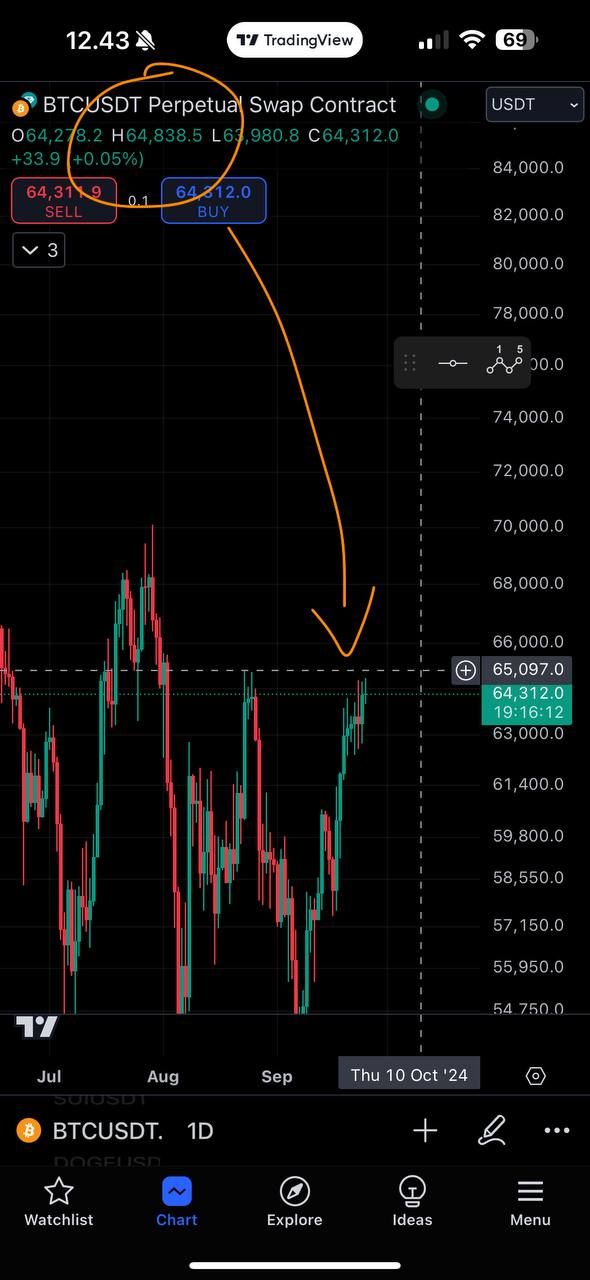 12.43
TradingView
69
BTCUSDT Perpetual Swap Contract
USDT
O64,278.2 H64,838.5 L63,980.8 C64,312.0
+33.9 (+0.05%)
64,311.9
SELL
0.1
64,312.0
BUY
3
84,000.0
82,000.0
80,000.0
78,000.0
1 5
74,000.0
72,000.0
70,000.0
68,000.0
66,000.0
65,097.0
64,312.0
19:16:12
63,000.0
61,400.0
59,800.0
58,550.0
57,150.0
55,950.0
54,750.0
Jul Aug Sep Thu 10 Oct '24
SUIUSDT
BTCUSDT. 1D
DOGEUSD
Watchlist Chart Explore Ideas Menu